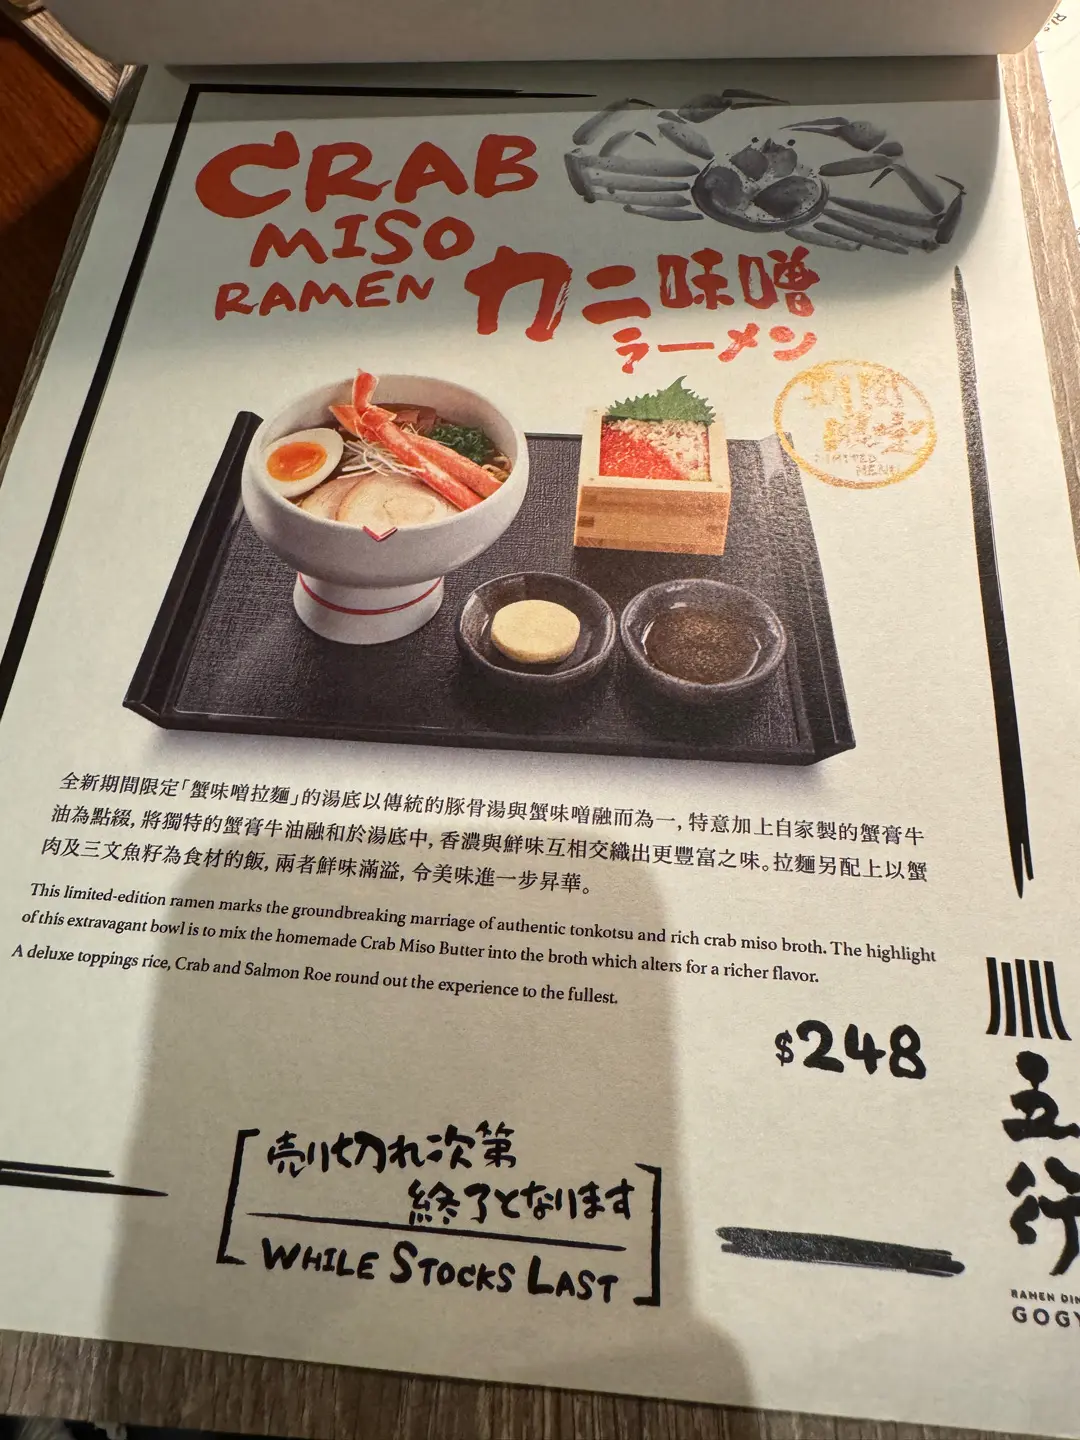 CRAB
MISO
RAMEN
カニ味噌
ラーメン
期間
限定
LIMITED
MENU
全新期間限定「蟹味噌拉麵」的湯底以傳統的豚骨湯與蟹味噌融而為一，特意加上自家製的蟹膏牛
油為點綴，將獨特的蟹膏牛油融和於湯底中，香濃與鮮味互相交織出更豐富之味。拉麵另配上以蟹
肉及三文魚籽為食材的飯，兩者鮮味滿溢，令美味進一步昇華。
This limited-edition ramen marks the groundbreaking marriage of authentic tonkotsu and rich crab miso broth. The highlight
of this extravagant bowl is to mix the homemade Crab Miso Butter into the broth which alters for a richer flavor.
A deluxe toppings rice, Crab and Salmon Roe round out the experience to the fullest.
$248
五行
RAMEN DIN
GOGY
売り切れ次第
終了となります
WHILE STOCKS LAST